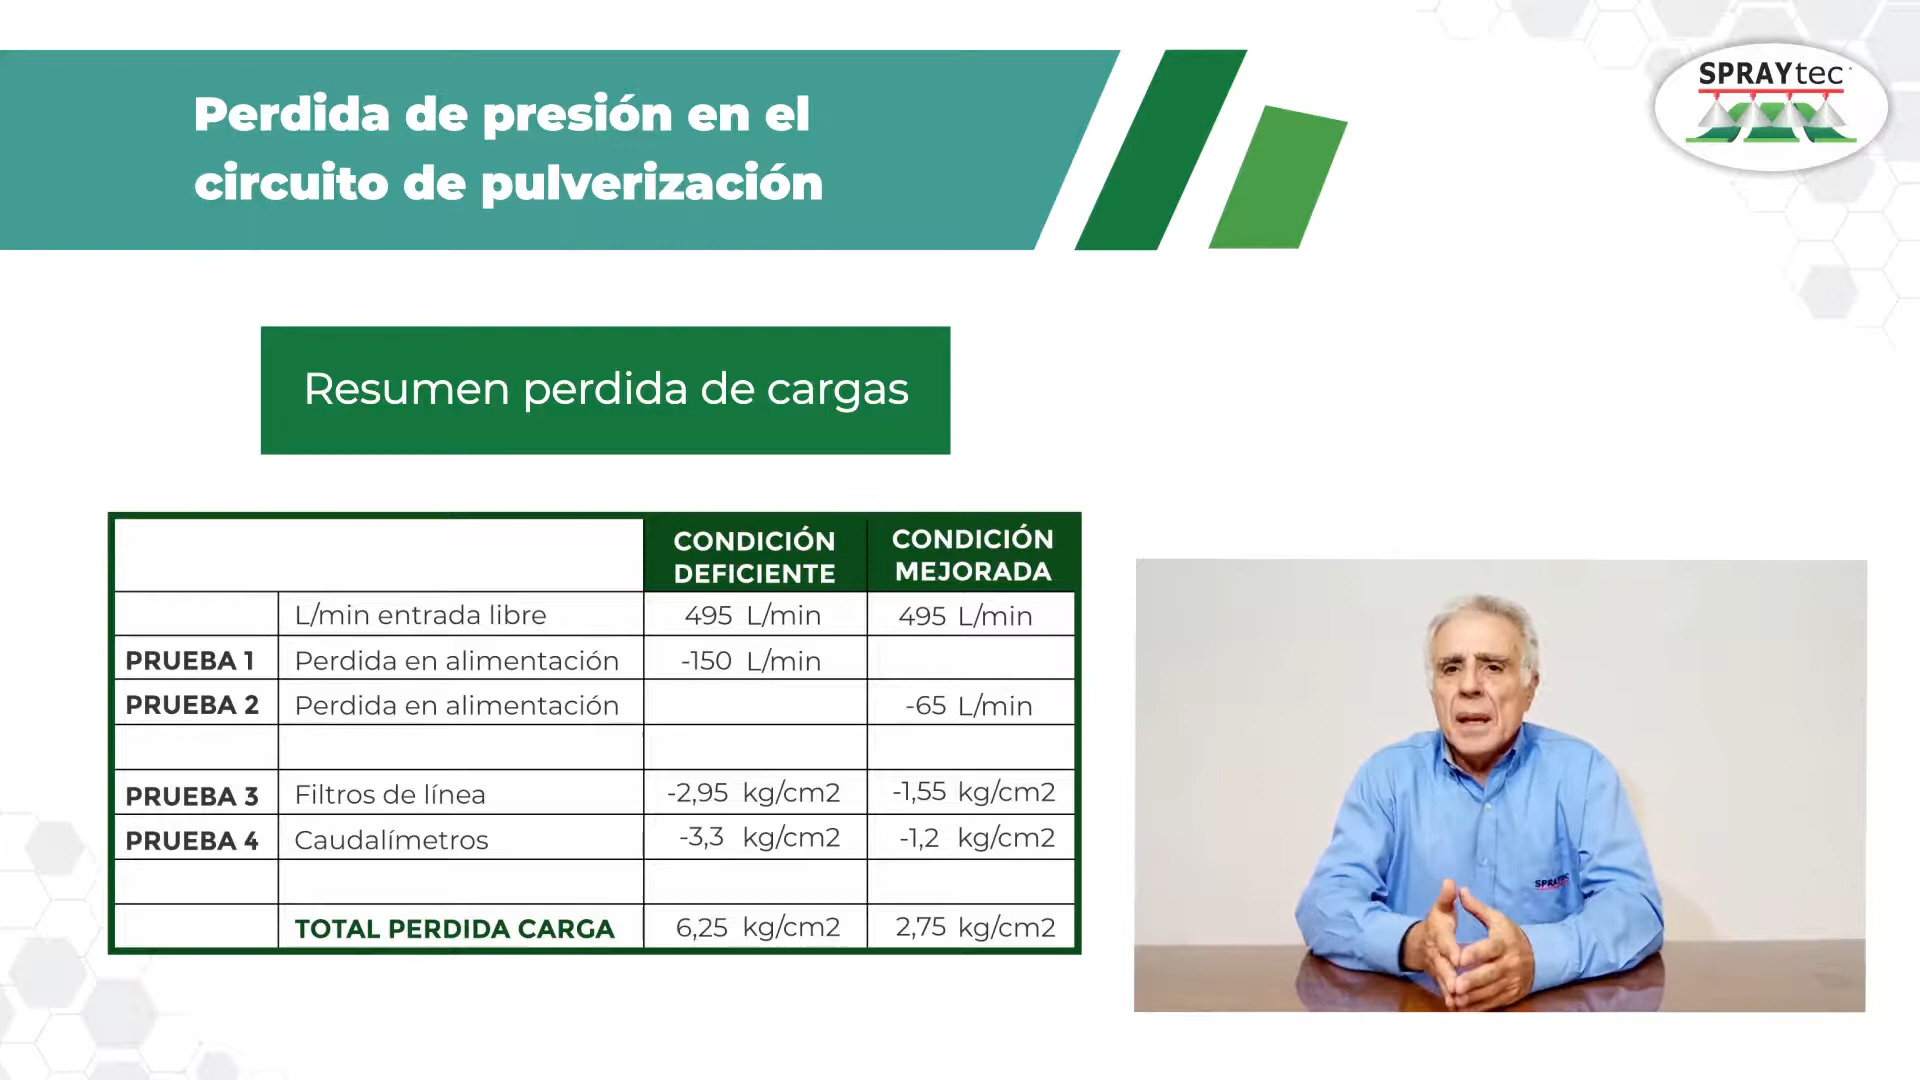 Perdida de presión en el
circuito de pulverización
SPRAYtec
Resumen perdida de cargas
CONDICIÓN DEFICIENTE
CONDICIÓN MEJORADA
L/min entrada libre 495 L/min 495 L/min
PRUEBA 1 Perdida en alimentación -150 L/min
PRUEBA 2 Perdida en alimentación -65 L/min
PRUEBA 3 Filtros de línea -2,95 kg/cm2 -1,55 kg/cm2
PRUEBA 4 Caudalímetros -3,3 kg/cm2 -1,2 kg/cm2
TOTAL PERDIDA CARGA 6,25 kg/cm2 2,75 kg/cm2